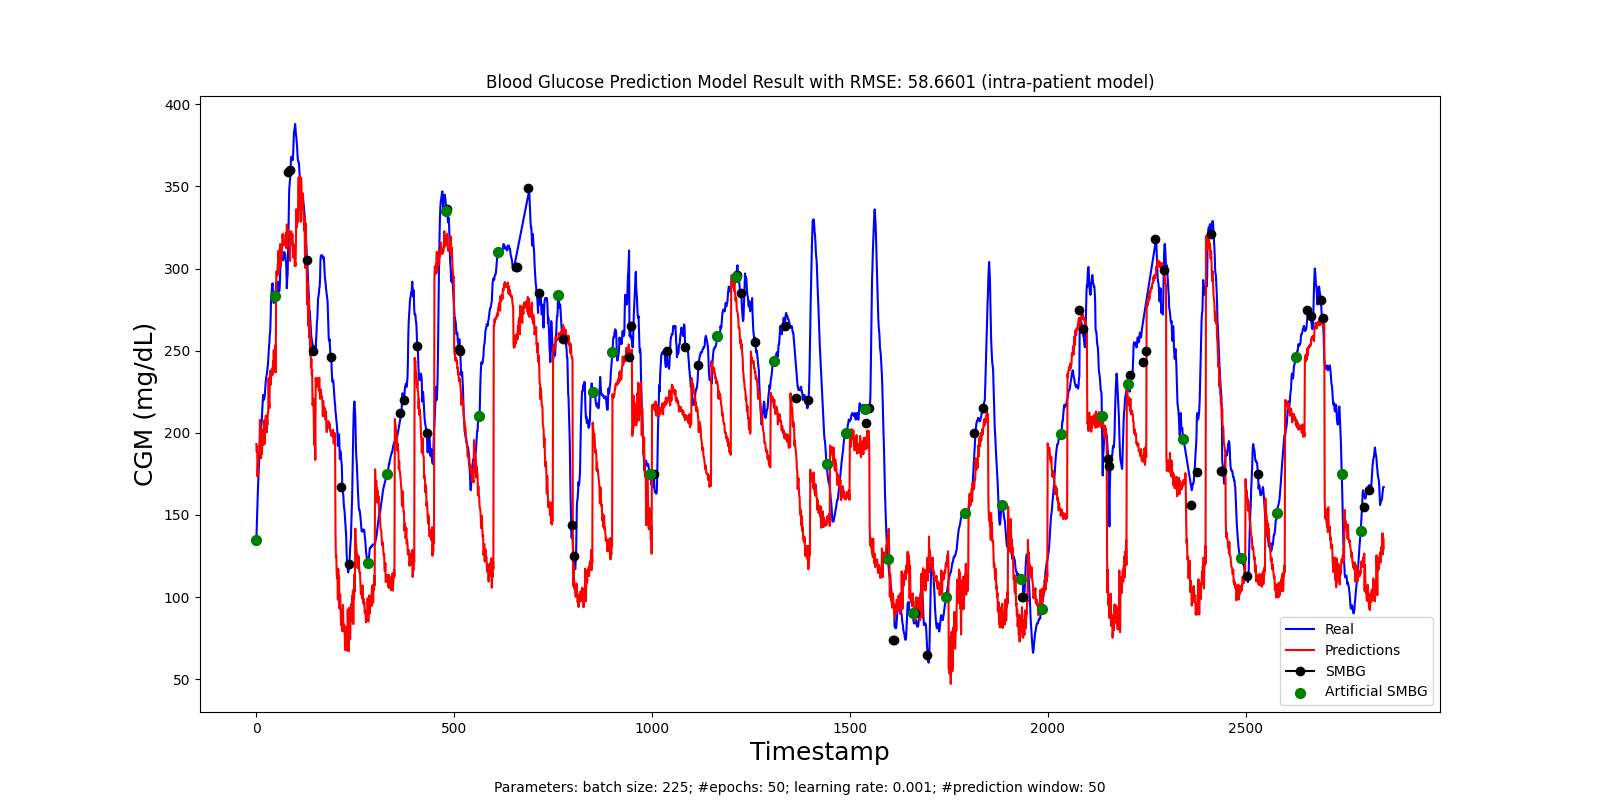 Blood Glucose Prediction Model Result with RMSE: 58.6601 (intra-patient model)
400
350
300
250
200
150
100
50
CGM (mg/dL)
0 500 1000 1500 2000 2500
Timestamp
Real
Predictions
SMBG
Artificial SMBG
Parameters: batch size: 225; #epochs: 50; learning rate: 0.001; #prediction window: 50